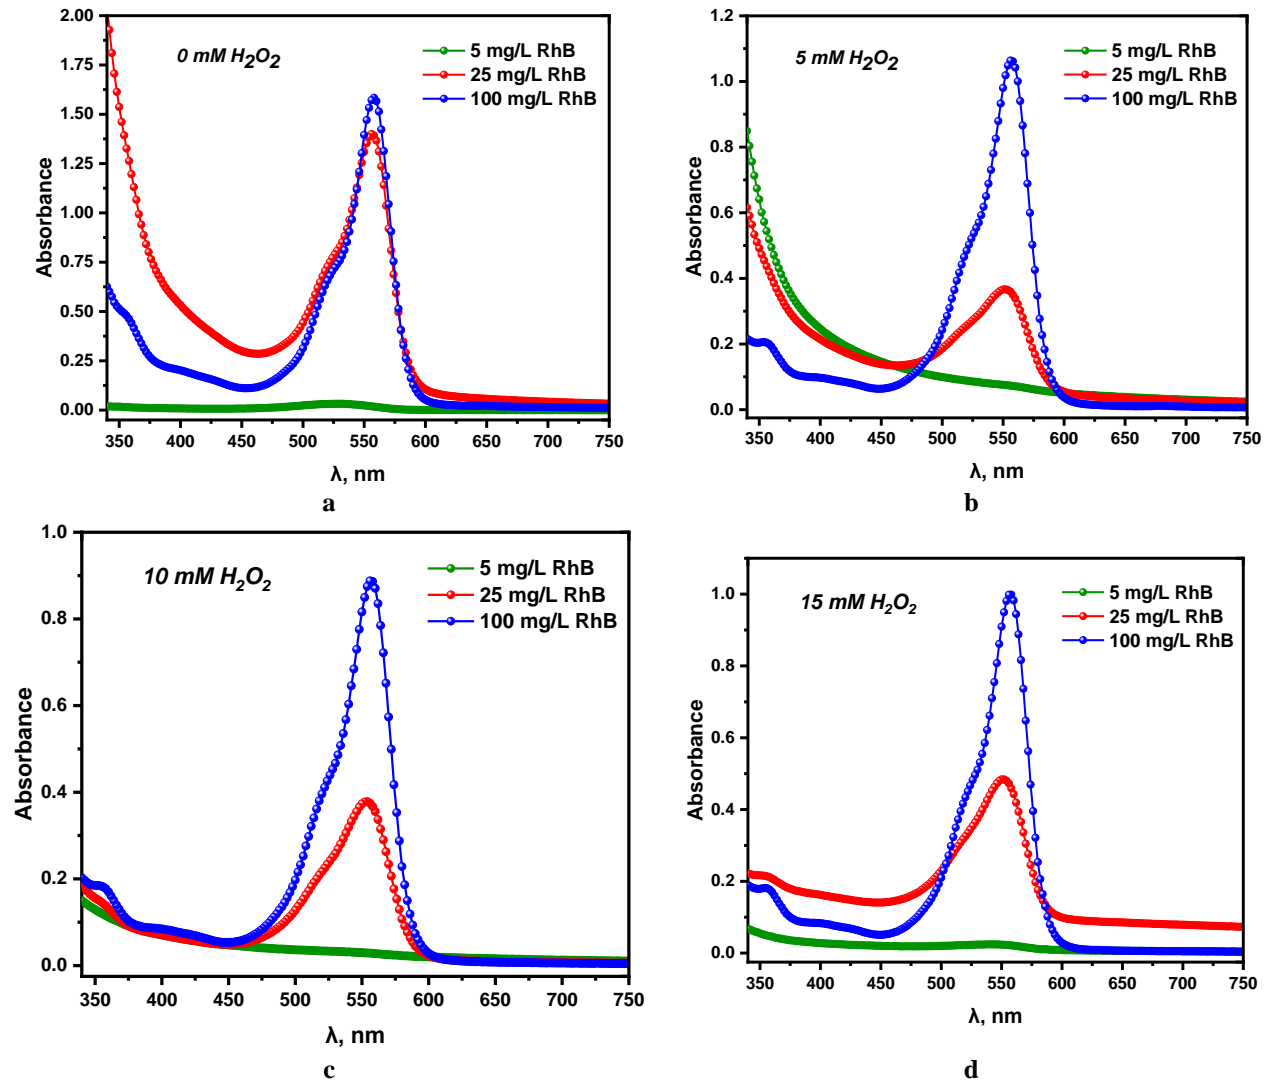 2.00
1.75
1.50
1.25
1.00
0.75
0.50
0.25
0.00
Absorbance
0 mM H₂O₂
5 mg/L RhB
25 mg/L RhB
100 mg/L RhB
350 400 450 500 550 600 650 700 750
λ, nm
a
1.2
1.0
0.8
0.6
0.4
0.2
0.0
Absorbance
5 mM H₂O₂
5 mg/L RhB
25 mg/L RhB
100 mg/L RhB
350 400 450 500 550 600 650 700 750
λ, nm
b
1.0
0.8
0.6
0.4
0.2
0.0
Absorbance
10 mM H₂O₂
5 mg/L RhB
25 mg/L RhB
100 mg/L RhB
350 400 450 500 550 600 650 700 750
λ, nm
c
1.0
0.8
0.6
0.4
0.2
0.0
Absorbance
15 mM H₂O₂
5 mg/L RhB
25 mg/L RhB
100 mg/L RhB
350 400 450 500 550 600 650 700 750
λ, nm
d